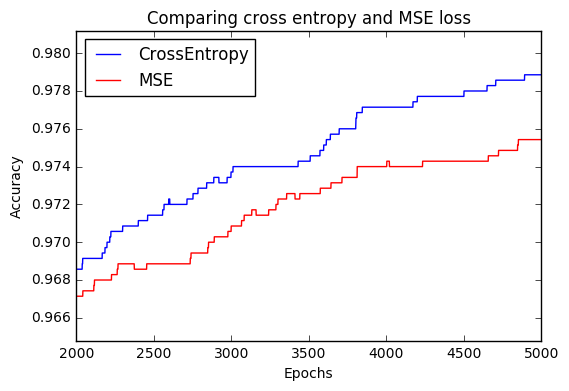 Comparing cross entropy and MSE loss
CrossEntropy
MSE
0.980
0.978
0.976
0.974
0.972
0.970
0.968
0.966
Accuracy
2000 2500 3000 3500 4000 4500 5000
Epochs